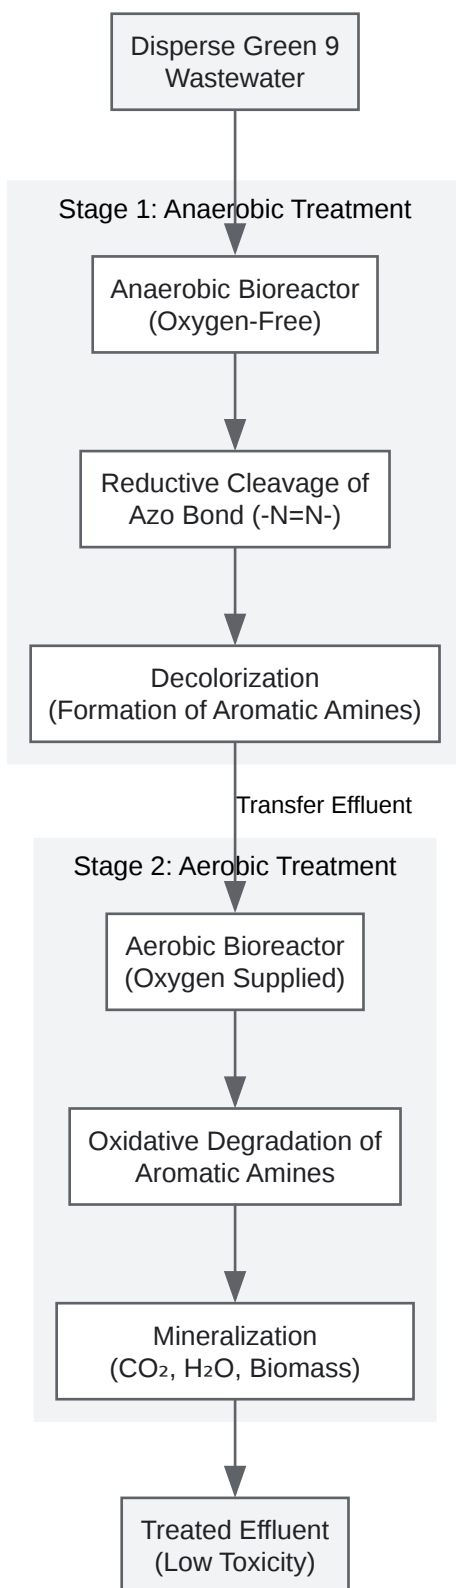 Disperse Green 9
Wastewater
Stage 1: Anaerobic Treatment
Anaerobic Bioreactor
(Oxygen-Free)
Reductive Cleavage of
Azo Bond (-N=N-)
Decolorization
(Formation of Aromatic Amines)
Transfer Effluent
Stage 2: Aerobic Treatment
Aerobic Bioreactor
(Oxygen Supplied)
Oxidative Degradation of
Aromatic Amines
Mineralization
(CO₂, H₂O, Biomass)
Treated Effluent
(Low Toxicity)